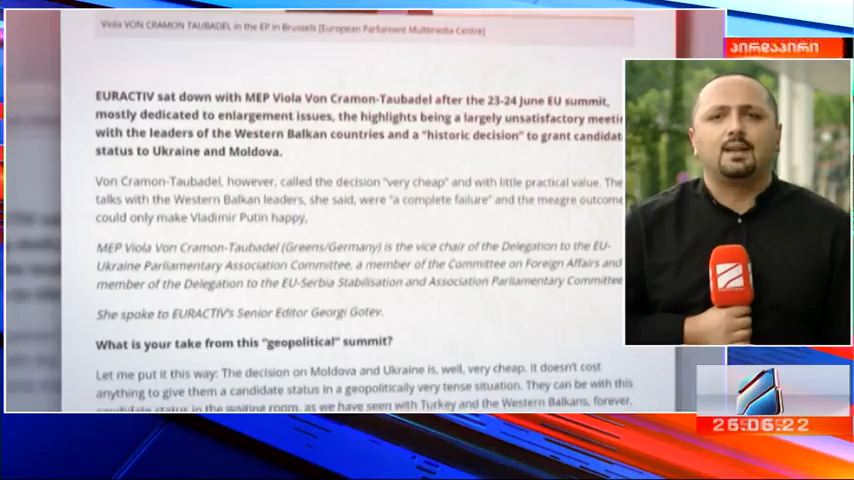 Viola VON CRAMON TAUBADEL in the EP in Brussels [European Parliament Multimedia Centre]
EURACTIV sat down with MEP Viola Von Cramon-Taubadel after the 23-24 June EU summit,
mostly dedicated to enlargement issues, the highlights being a largely unsatisfactory meetin
with the leaders of the Western Balkan countries and a "historic decision" to grant candidat
status to Ukraine and Moldova.
Von Cramon-Taubadel, however, called the decision "very cheap" and with little practical value. The
talks with the Western Balkan leaders, she said, were "a complete failure" and the meagre outcome
could only make Vladimir Putin happy.
MEP Viola Von Cramon-Taubadel (Greens/Germany) is the vice chair of the Delegation to the EU-
Ukraine Parliamentary Association Committee, a member of the Committee on Foreign Affairs and
member of the Delegation to the EU-Serbia Stabilisation and Association Parliamentary Committee
She spoke to EURACTIV's Senior Editor Georgi Gotev.
What is your take from this "geopolitical" summit?
Let me put it this way: The decision on Moldova and Ukraine is, well, very cheap. It doesn't cost
anything to give them a candidate status in a geopolitically very tense situation. They can be with this
candidate status in the waiting room, as we have seen with Turkey and the Western Balkans, forever,
პირდაპირი
26.06.22